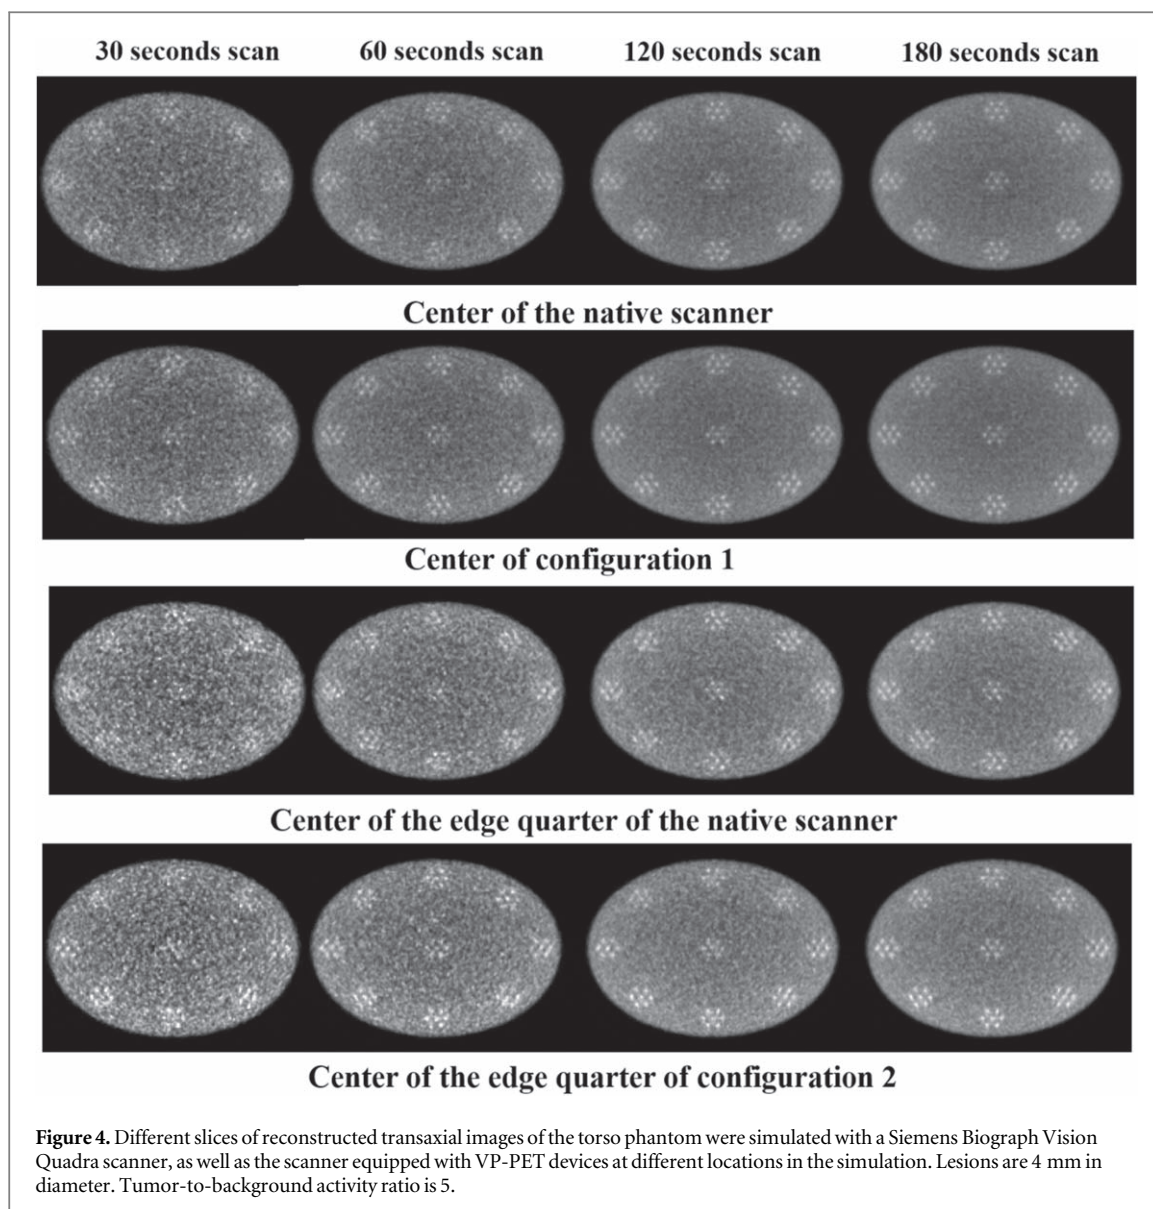 30 seconds scan 60 seconds scan 120 seconds scan 180 seconds scan
Center of the native scanner
Center of configuration 1
Center of the edge quarter of the native scanner
Center of the edge quarter of configuration 2
Figure 4. Different slices of reconstructed transaxial images of the torso phantom were simulated with a Siemens Biograph Vision
Quadra scanner, as well as the scanner equipped with VP-PET devices at different locations in the simulation. Lesions are 4 mm in
diameter. Tumor-to-background activity ratio is 5.